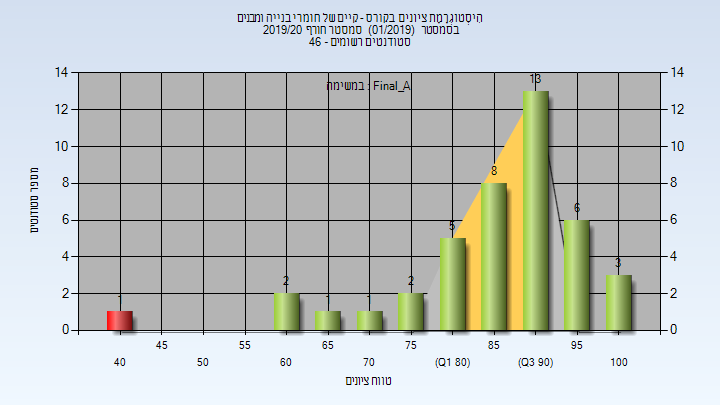 היסטוגרמת ציונים בקורס - קיים של חומרי בנייה ומבנים
בסמסטר (01/2019) סמסטר חורף 2019/20
סטודנטים רשומים - 46
במשימה : Final_A
מספר סטודנטים
14 14
12 12
10 10
8 8
6 6
4 4
2 2
0 0
1 2 1 1 2 5 8 13 6 3
45 55 65 75 85 95
40 50 60 70 (Q1 80) (Q3 90) 100
טווח ציונים